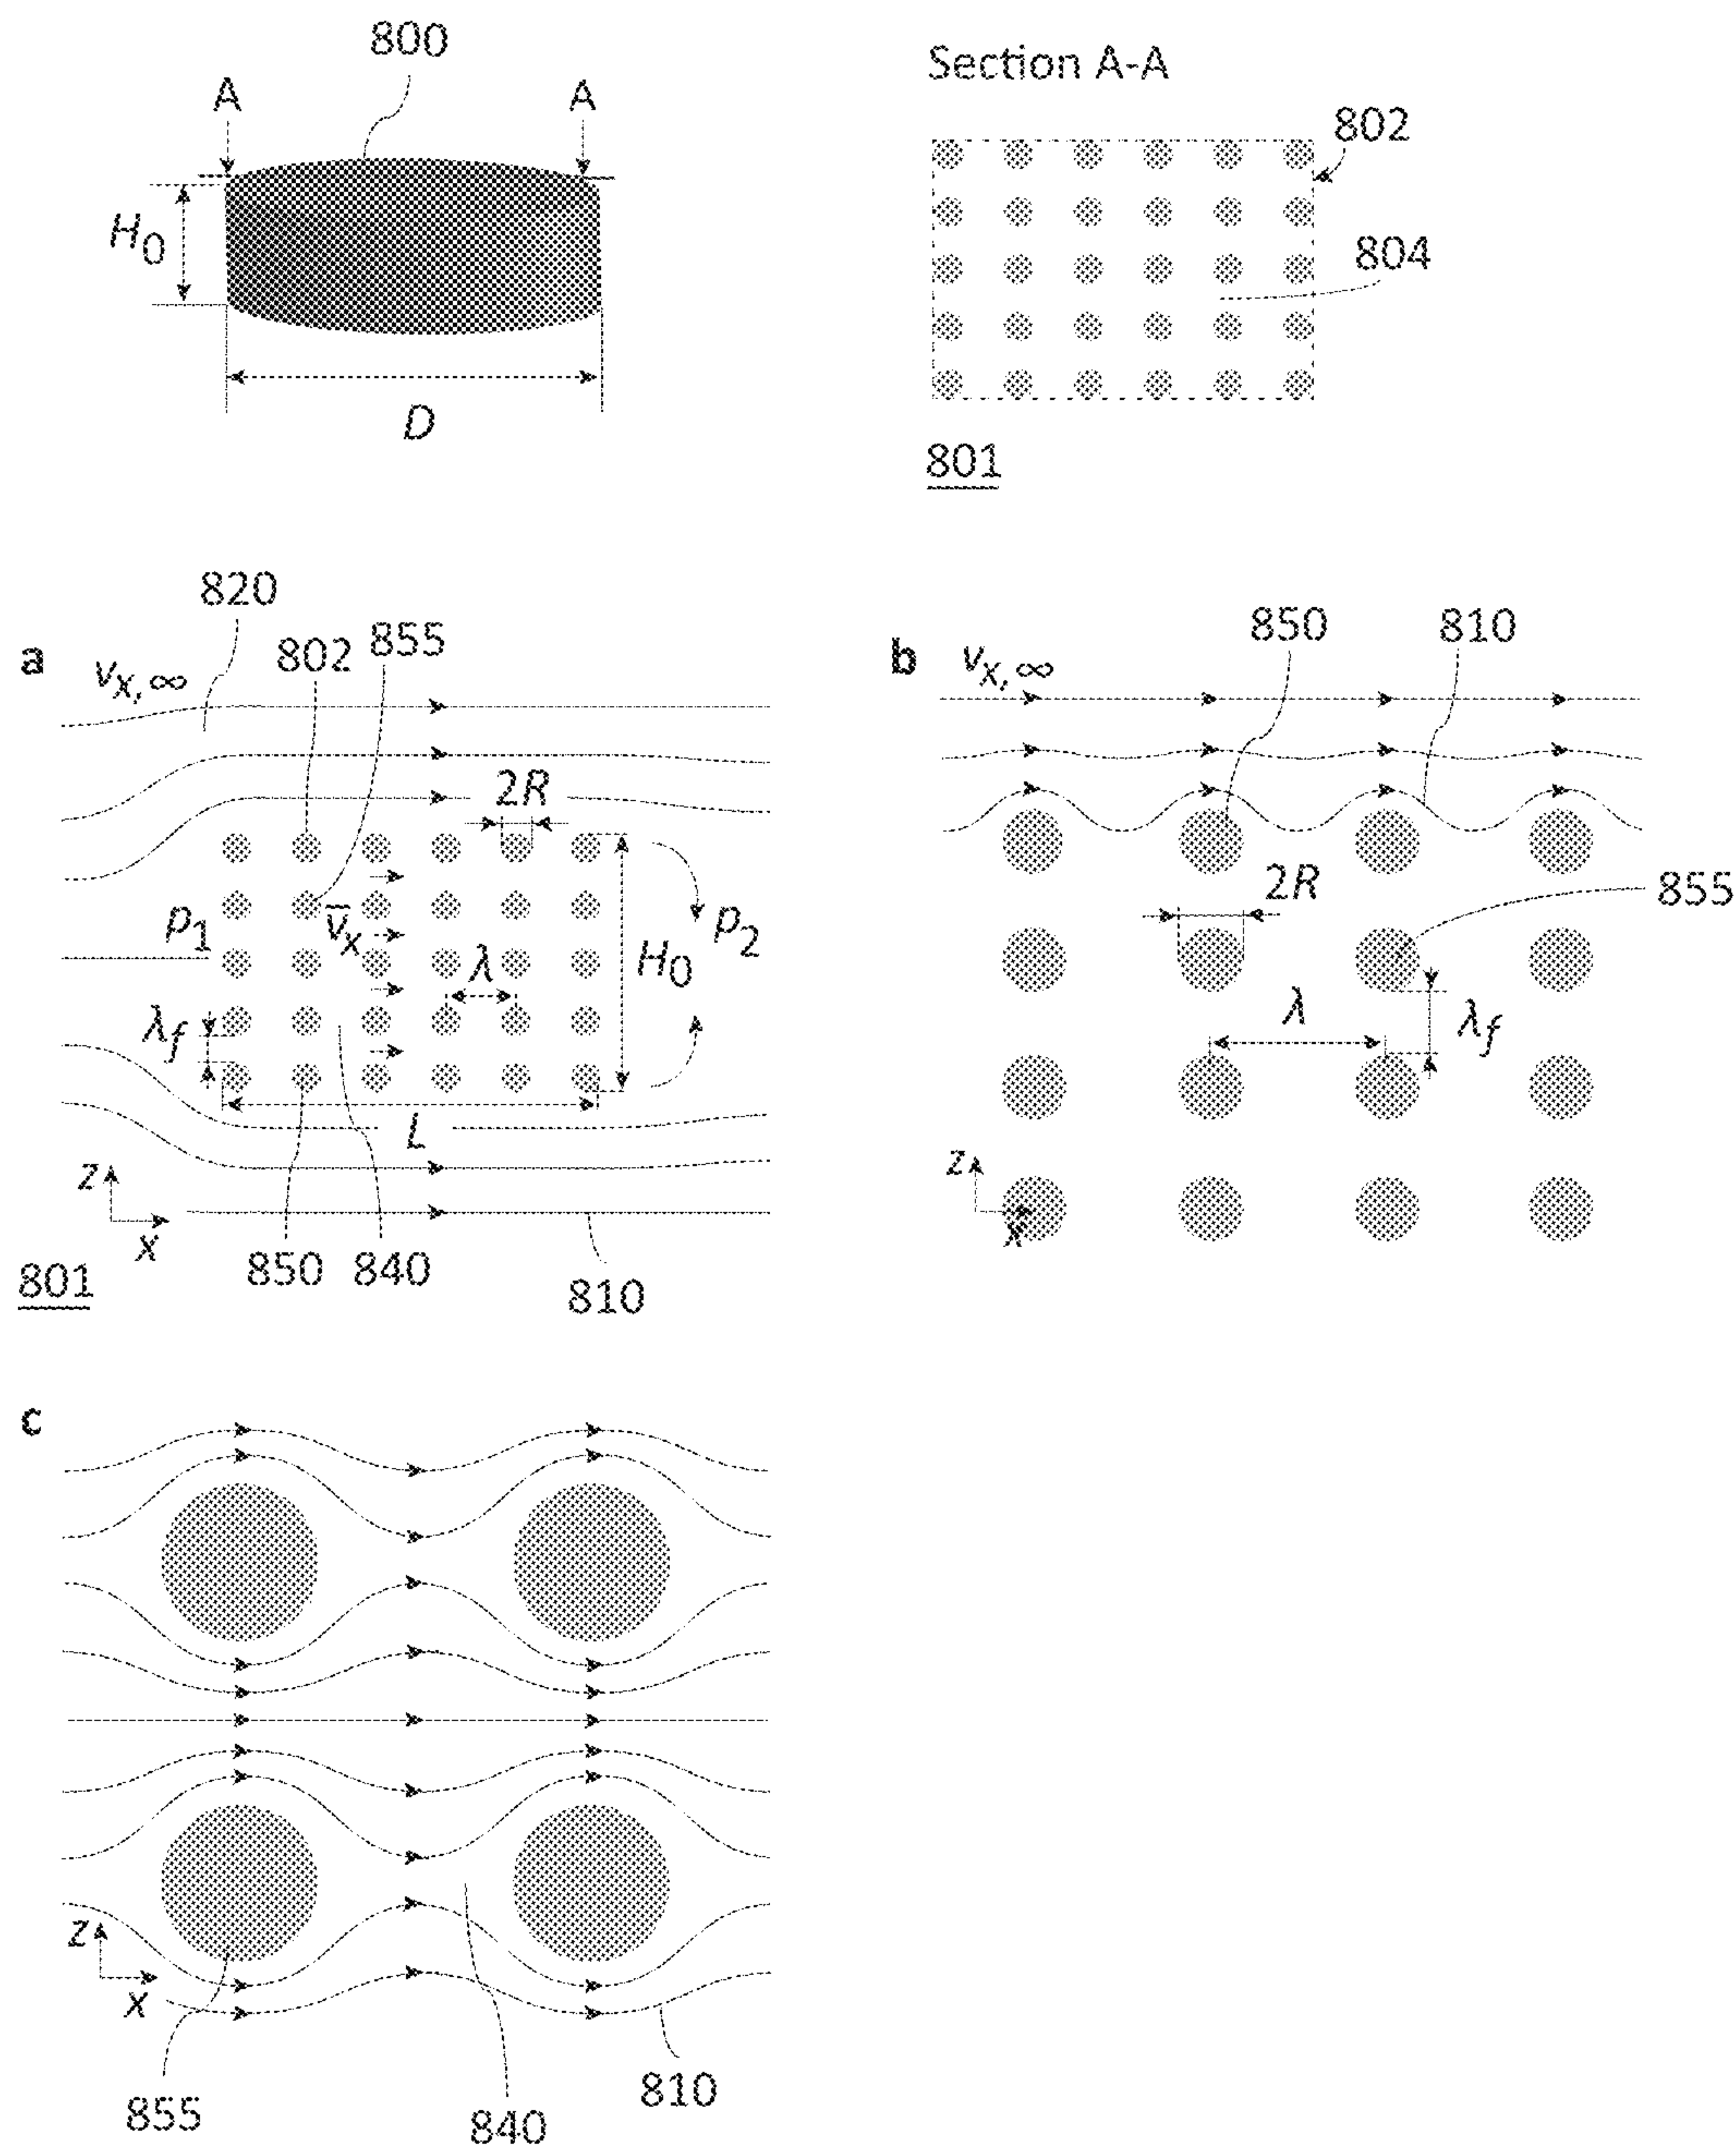 800
A A
H0
D
Section A-A
802
804
801
a
820
802
855
vx,∞
2R
p1
v̄x
p2
λ
H0
λf
L
z
x
850 840
810
801
b
850 810
vx,∞
2R
855
λ
λf
z
x
c
z
x
855
840
810